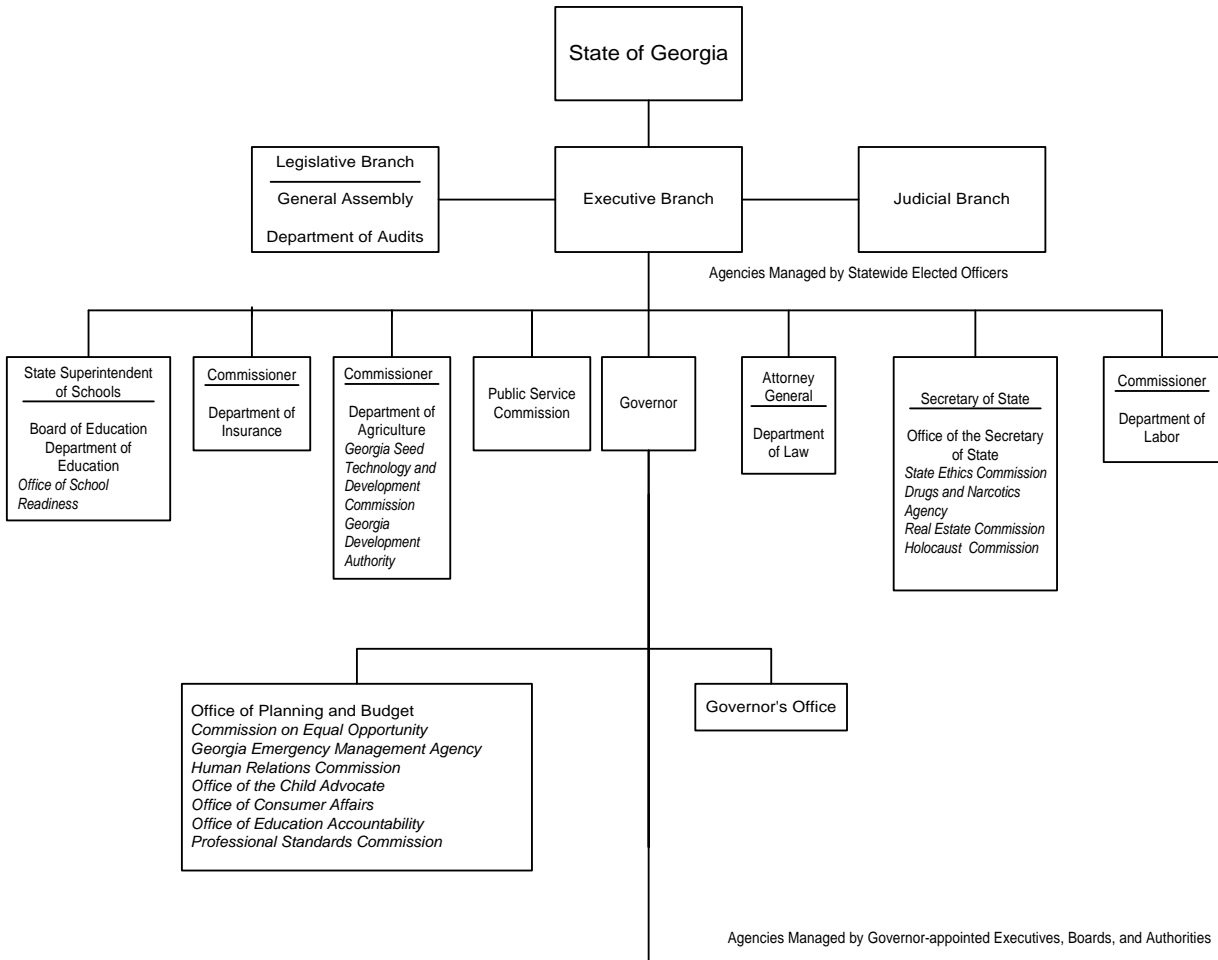 State of Georgia
Legislative Branch
General Assembly
Department of Audits
Executive Branch
Judicial Branch
Agencies Managed by Statewide Elected Officers
State Superintendent
of Schools
Board of Education
Department of
Education
Office of School
Readiness
Commissioner
Department of
Insurance
Commissioner
Department of
Agriculture
Georgia Seed
Technology and
Development
Commission
Georgia
Development
Authority
Public Service
Commission
Governor
Attorney
General
Department
of Law
Secretary of State
Office of the Secretary
of State
State Ethics Commission
Drugs and Narcotics
Agency
Real Estate Commission
Holocaust Commission
Commissioner
Department of
Labor
Office of Planning and Budget
Commission on Equal Opportunity
Georgia Emergency Management Agency
Human Relations Commission
Office of the Child Advocate
Office of Consumer Affairs
Office of Education Accountability
Professional Standards Commission
Governor's Office
Agencies Managed by Governor-appointed Executives, Boards, and Authorities